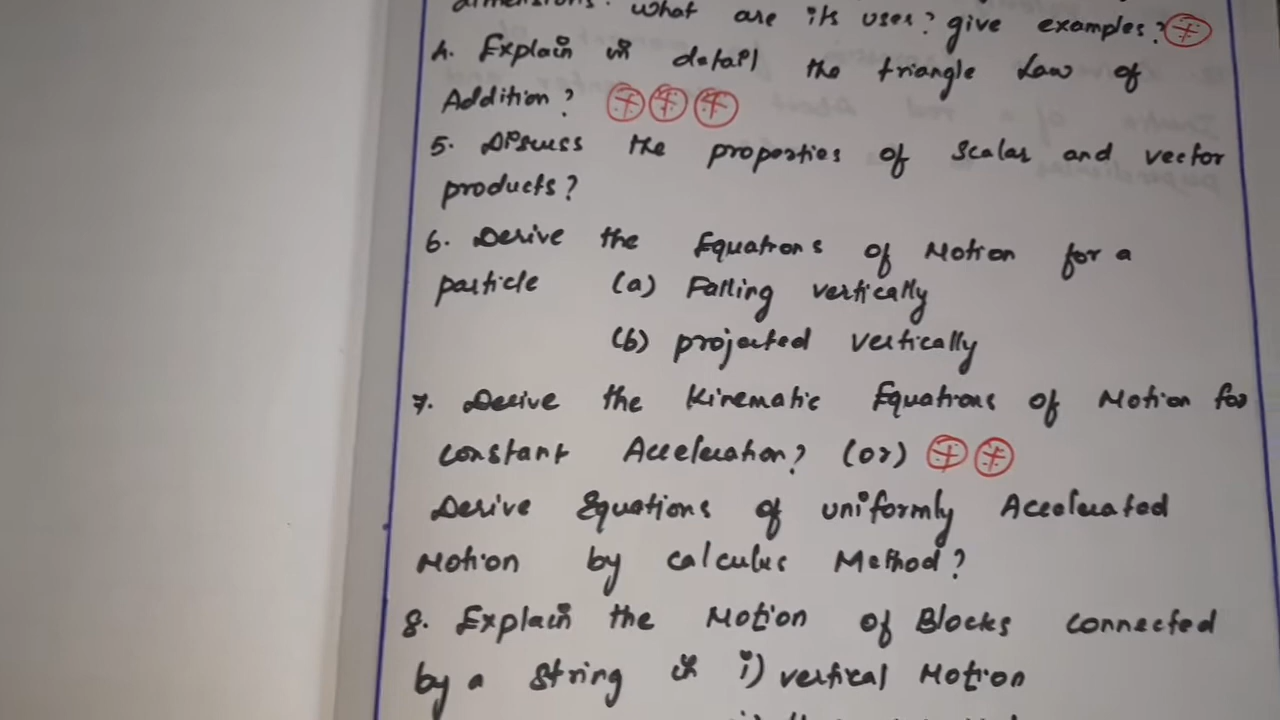 dimensions. What are its uses? give examples?
4. Explain in detail the triangle Law of
Addition?
5. Discuss the properties of Scalar and vector
products?
6. Derive the Equations of Motion for a
particle (a) Falling vertically
(b) projected vertically
7. Derive the Kinematic Equations of Motion for
constant Acceleration? (or)
Derive Equations of uniformly Accelerated
Motion by calculus Method?
8. Explain the Motion of Blocks connected
by a string in i) vertical Motion